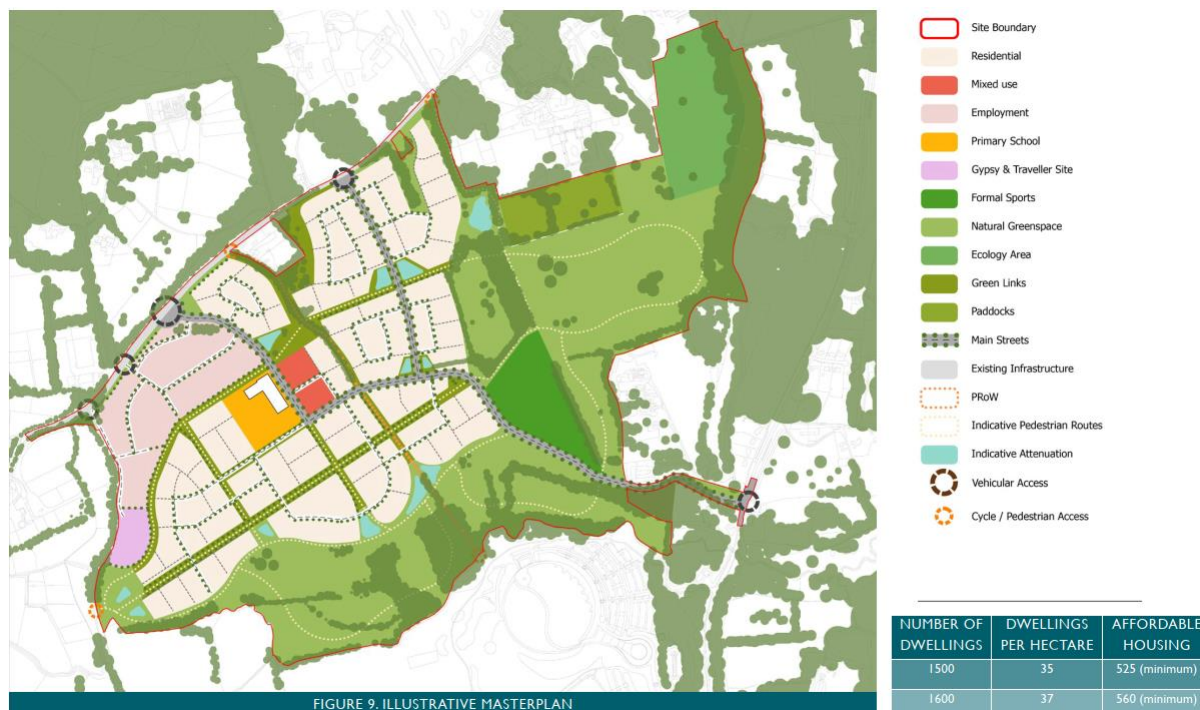 Site Boundary
Residential
Mixed use
Employment
Primary School
Gypsy & Traveller Site
Formal Sports
Natural Greenspace
Ecology Area
Green Links
Paddocks
Main Streets
Existing Infrastructure
PRoW
Indicative Pedestrian Routes
Indicative Attenuation
Vehicular Access
Cycle / Pedestrian Access
NUMBER OF DWELLINGS DWELLINGS PER HECTARE AFFORDABLE HOUSING
1500 35 525 (minimum)
1600 37 560 (minimum)
FIGURE 9. ILLUSTRATIVE MASTERPLAN